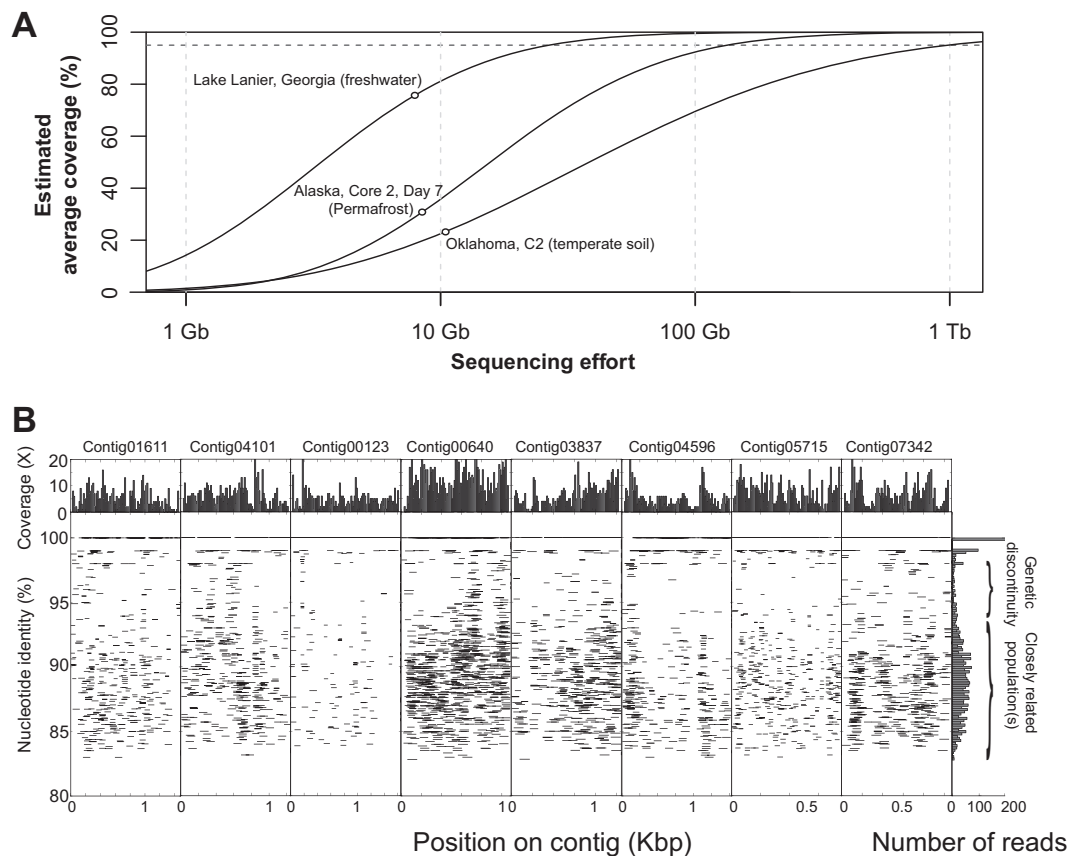 A
Estimated
average coverage (%)
100
80
60
40
20
0
Lake Lanier, Georgia (freshwater)
Alaska, Core 2, Day 7
(Permafrost)
Oklahoma, C2 (temperate soil)
1 Gb
10 Gb
100 Gb
1 Tb
Sequencing effort
B
Contig01611
Contig04101
Contig00123
Contig00640
Contig03837
Contig04596
Contig05715
Contig07342
Coverage (X)
20
10
0
Nucleotide identity (%)
100
95
90
85
80
Genetic
discontinuity
Closely related
population(s)
0 1 0 1 0 1 0 10 1 0 1 0 0.5 0 0.5 0 100 200
Position on contig (Kbp)
Number of reads